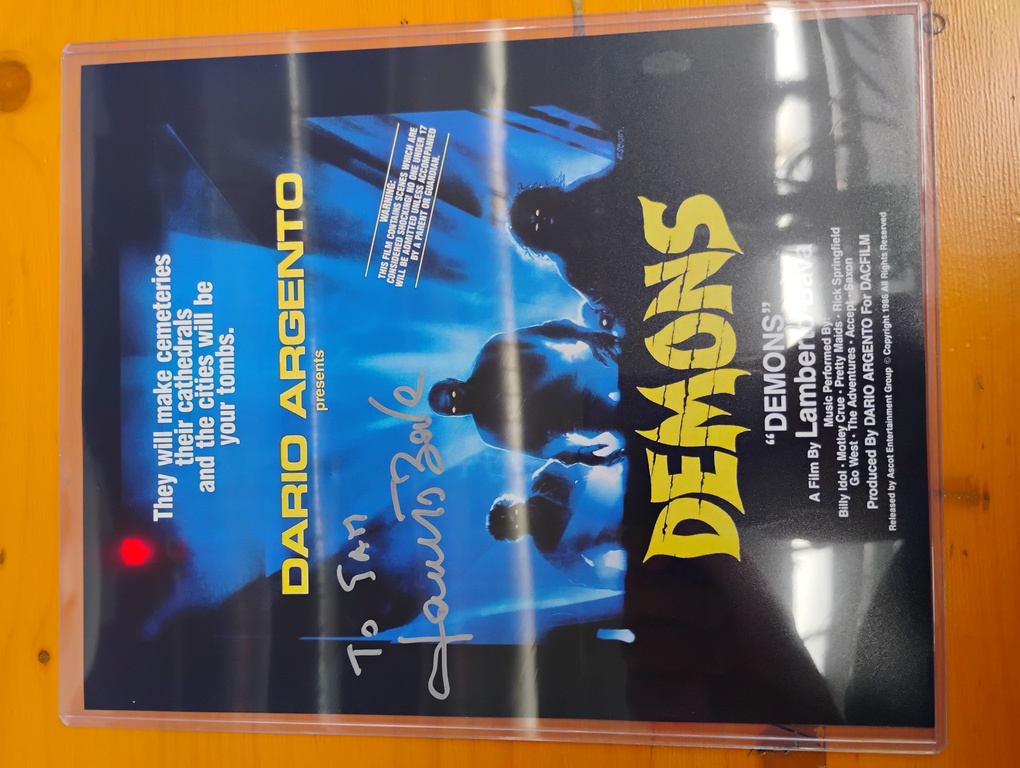 They will make cemeteries
their cathedrals
and the cities will be
your tombs.
DARIO ARGENTO
presents
WARNING:
THIS FILM CONTAINS SCENES WHICH ARE
CONSIDERED SHOCKING! NO ONE UNDER 17
WILL BE ADMITTED UNLESS ACCOMPANIED
BY A PARENT OR GUARDIAN.
To SAM
Lamberto Bava
DEMONS
"DEMONS"
A Film By Lamberto Bava
Music Performed By:
Billy Idol • Motley Crue • Pretty Maids • Rick Springfield
Go West • The Adventures • Accept • Saxon
Produced By DARIO ARGENTO For DACFILM
Released by Ascot Entertainment Group © Copyright 1986 All Rights Reserved